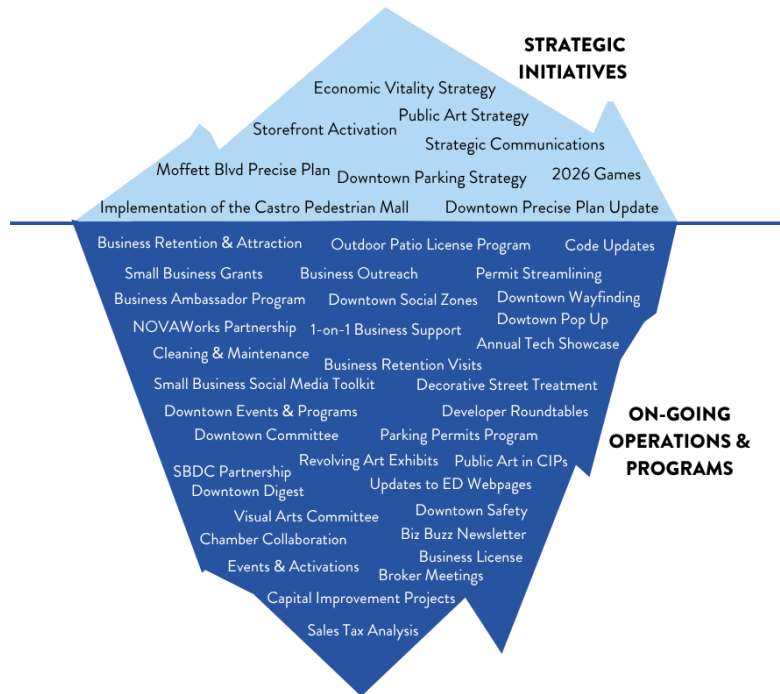 STRATEGIC
INITIATIVES
Economic Vitality Strategy
Public Art Strategy
Storefront Activation
Strategic Communications
Moffett Blvd Precise Plan
Downtown Parking Strategy
2026 Games
Implementation of the Castro Pedestrian Mall
Downtown Precise Plan Update
Business Retention & Attraction
Outdoor Patio License Program
Code Updates
Small Business Grants
Business Outreach
Permit Streamlining
Business Ambassador Program
Downtown Social Zones
Downtown Wayfinding
NOVAWorks Partnership
1-on-1 Business Support
Dowtown Pop Up
Annual Tech Showcase
Cleaning & Maintenance
Business Retention Visits
Small Business Social Media Toolkit
Decorative Street Treatment
Downtown Events & Programs
Developer Roundtables
ON-GOING
OPERATIONS &
PROGRAMS
Downtown Committee
Parking Permits Program
Revolving Art Exhibits
Public Art in CIPs
SBDC Partnership
Updates to ED Webpages
Downtown Digest
Downtown Safety
Visual Arts Committee
Biz Buzz Newsletter
Chamber Collaboration
Business License
Events & Activations
Broker Meetings
Capital Improvement Projects
Sales Tax Analysis